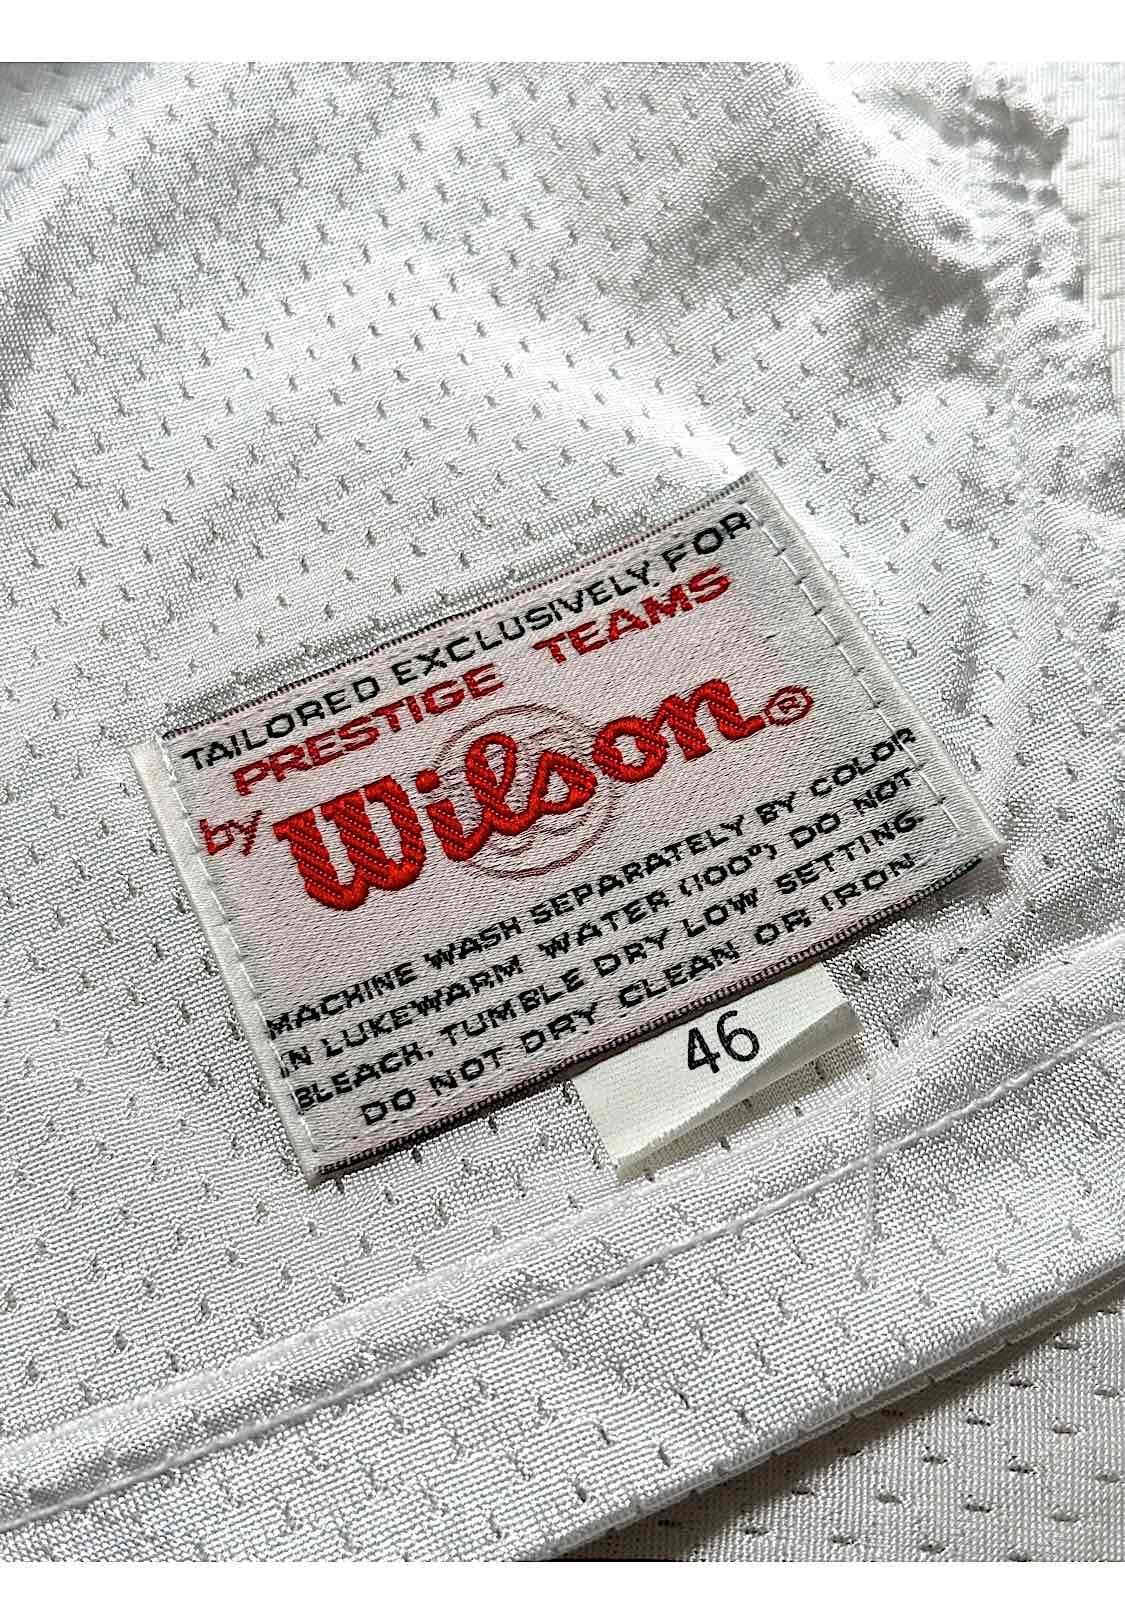 TAILORED EXCLUSIVELY FOR
PRESTIGE TEAMS
by Wilson®
MACHINE WASH SEPARATELY BY COLOR
IN LUKEWARM WATER (100°) DO NOT
BLEACH. TUMBLE DRY LOW SETTING.
DO NOT DRY CLEAN OR IRON
46